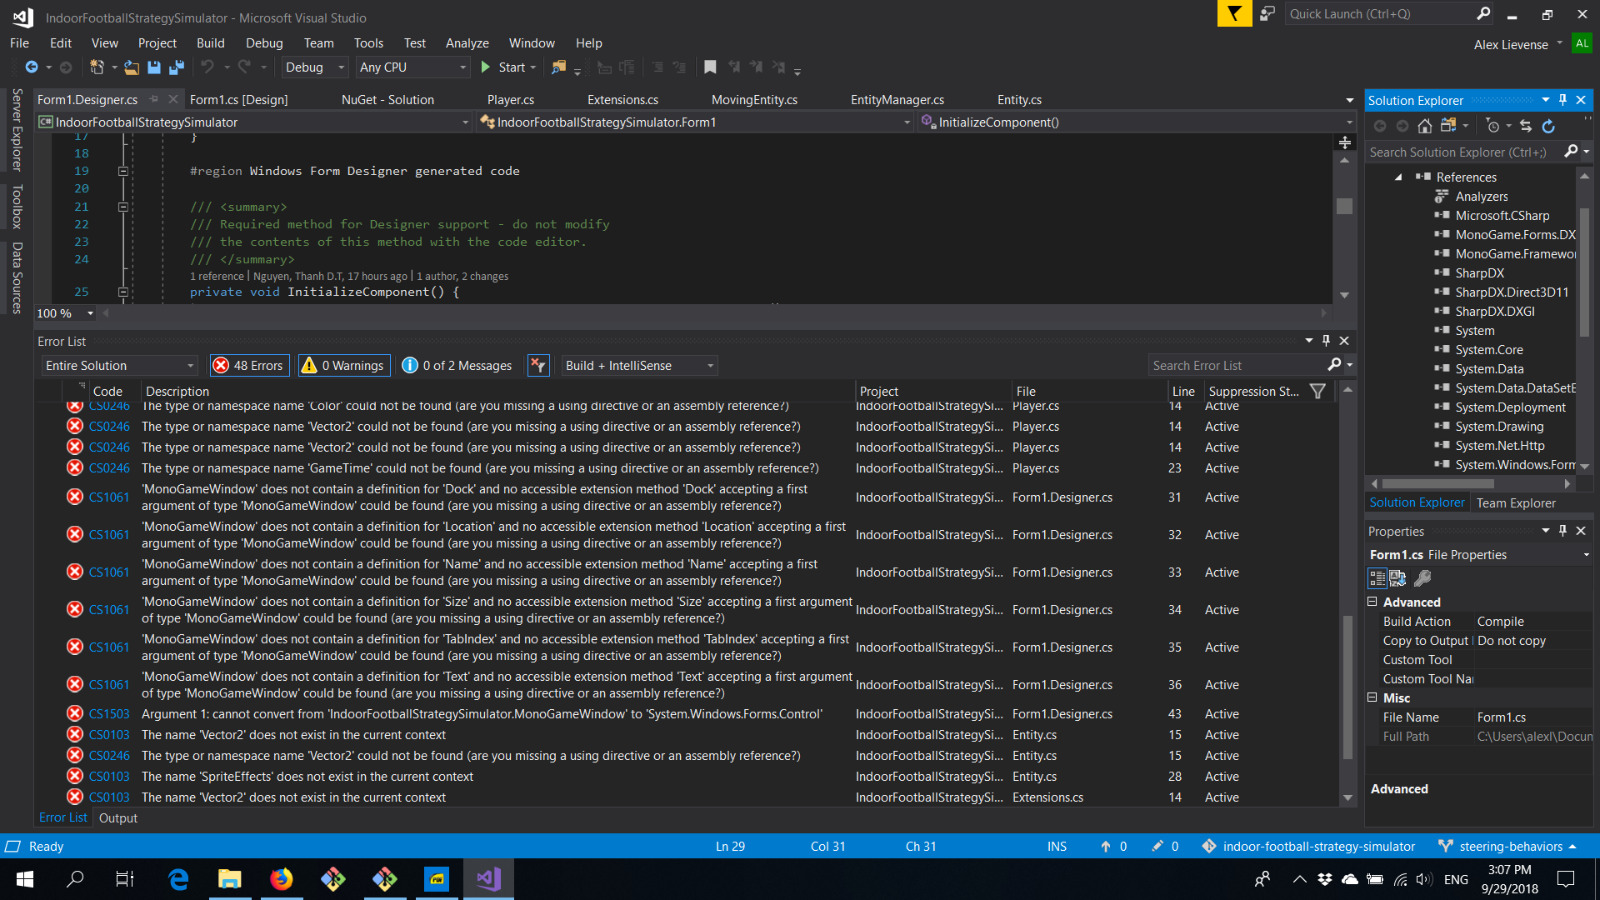 IndoorFootballStrategySimulator - Microsoft Visual Studio
Quick Launch (Ctrl+Q)
File Edit View Project Build Debug Team Tools Test Analyze Window Help
Alex Lievense AL
Debug Any CPU Start
Server Explorer
Toolbox
Data Sources
Form1.Designer.cs Form1.cs [Design] NuGet - Solution Player.cs Extensions.cs MovingEntity.cs EntityManager.cs Entity.cs
IndoorFootballStrategySimulator IndoorFootballStrategySimulator.Form1 InitializeComponent()
17 }
18
19 #region Windows Form Designer generated code
20
21 /// <summary>
22 /// Required method for Designer support - do not modify
23 /// the contents of this method with the code editor.
24 /// </summary>
1 reference | Nguyen, Thanh D.T, 17 hours ago | 1 author, 2 changes
25 private void InitializeComponent() {
100 %
Error List
Entire Solution 48 Errors 0 Warnings 0 of 2 Messages Build + IntelliSense Search Error List
Code Description Project File Line Suppression St...
CS0246 The type or namespace name 'Color' could not be found (are you missing a using directive or an assembly reference?) IndoorFootballStrategySi... Player.cs 14 Active
CS0246 The type or namespace name 'Vector2' could not be found (are you missing a using directive or an assembly reference?) IndoorFootballStrategySi... Player.cs 14 Active
CS0246 The type or namespace name 'Vector2' could not be found (are you missing a using directive or an assembly reference?) IndoorFootballStrategySi... Player.cs 14 Active
CS0246 The type or namespace name 'GameTime' could not be found (are you missing a using directive or an assembly reference?) IndoorFootballStrategySi... Player.cs 23 Active
CS1061 'MonoGameWindow' does not contain a definition for 'Dock' and no accessible extension method 'Dock' accepting a first
argument of type 'MonoGameWindow' could be found (are you missing a using directive or an assembly reference?) IndoorFootballStrategySi... Form1.Designer.cs 31 Active
CS1061 'MonoGameWindow' does not contain a definition for 'Location' and no accessible extension method 'Location' accepting a first
argument of type 'MonoGameWindow' could be found (are you missing a using directive or an assembly reference?) IndoorFootballStrategySi... Form1.Designer.cs 32 Active
CS1061 'MonoGameWindow' does not contain a definition for 'Name' and no accessible extension method 'Name' accepting a first
argument of type 'MonoGameWindow' could be found (are you missing a using directive or an assembly reference?) IndoorFootballStrategySi... Form1.Designer.cs 33 Active
CS1061 'MonoGameWindow' does not contain a definition for 'Size' and no accessible extension method 'Size' accepting a first argument
of type 'MonoGameWindow' could be found (are you missing a using directive or an assembly reference?) IndoorFootballStrategySi... Form1.Designer.cs 34 Active
CS1061 'MonoGameWindow' does not contain a definition for 'TabIndex' and no accessible extension method 'TabIndex' accepting a first
argument of type 'MonoGameWindow' could be found (are you missing a using directive or an assembly reference?) IndoorFootballStrategySi... Form1.Designer.cs 35 Active
CS1061 'MonoGameWindow' does not contain a definition for 'Text' and no accessible extension method 'Text' accepting a first argument
of type 'MonoGameWindow' could be found (are you missing a using directive or an assembly reference?) IndoorFootballStrategySi... Form1.Designer.cs 36 Active
CS1503 Argument 1: cannot convert from 'IndoorFootballStrategySimulator.MonoGameWindow' to 'System.Windows.Forms.Control' IndoorFootballStrategySi... Form1.Designer.cs 43 Active
CS0103 The name 'Vector2' does not exist in the current context IndoorFootballStrategySi... Entity.cs 15 Active
CS0246 The type or namespace name 'Vector2' could not be found (are you missing a using directive or an assembly reference?) IndoorFootballStrategySi... Entity.cs 15 Active
CS0103 The name 'SpriteEffects' does not exist in the current context IndoorFootballStrategySi... Entity.cs 28 Active
CS0103 The name 'Vector2' does not exist in the current context IndoorFootballStrategySi... Extensions.cs 14 Active
Error List Output
Solution Explorer
Search Solution Explorer (Ctrl+;)
References
Analyzers
Microsoft.CSharp
MonoGame.Forms.DX
MonoGame.Framewor
SharpDX
SharpDX.Direct3D11
SharpDX.DXGI
System
System.Core
System.Data
System.Data.DataSetE
System.Deployment
System.Drawing
System.Net.Http
System.Windows.Form
Solution Explorer Team Explorer
Properties
Form1.cs File Properties
Advanced
Build Action Compile
Copy to Output Do not copy
Custom Tool
Custom Tool Na
Misc
File Name Form1.cs
Full Path C:\Users\alexl\Docun
Advanced
Ready Ln 29 Col 31 Ch 31 INS 0 0 indoor-football-strategy-simulator steering-behaviors
ENG 3:07 PM
9/29/2018